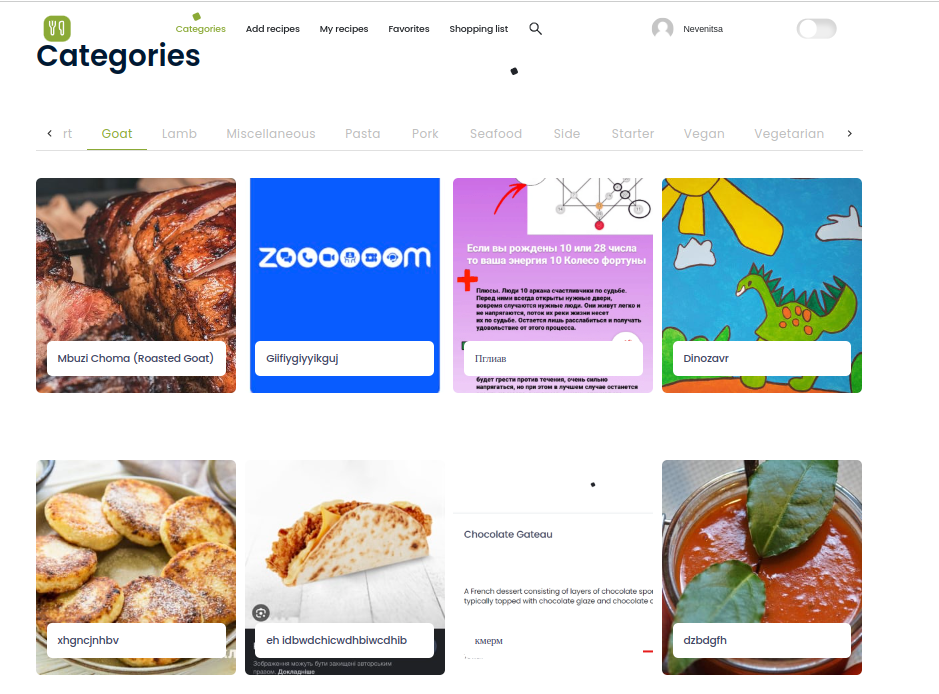 Categories
Add recipes
My recipes
Favorites
Shopping list
Nevenitsa
Categories
rt
Goat
Lamb
Miscellaneous
Pasta
Pork
Seafood
Side
Starter
Vegan
Vegetarian
Mbuzi Choma (Roasted Goat)
ZOOOOOOM
Giifiygiyyikguj
Если вы рождены 10 или 28 числа
то ваша энергия 10 Колесо фортуны
Плюсы. Люди 10 аркана счастливчики по судьбе.
Перед ними всегда открыты нужные двери,
вовремя случаются нужные люди. Они живут легко и
не напрягаются, поток их реки жизни несет
их по судьбе. Остается лишь расслабиться и получать
удовольствие от этого процесса.
Пглиав
будет грести против течения, очень сильно
напрягаться, но при этом в лучшем случае останется
Dinozavr
xhgncjnhbv
eh idbwdchicwdhbiwcdhib
Зображення можуть бути захищені авторським
правом. Докладніше
Chocolate Gateau
A French dessert consisting of layers of chocolate spon
typically topped with chocolate glaze and chocolate c
кмерм
dzbdgfh